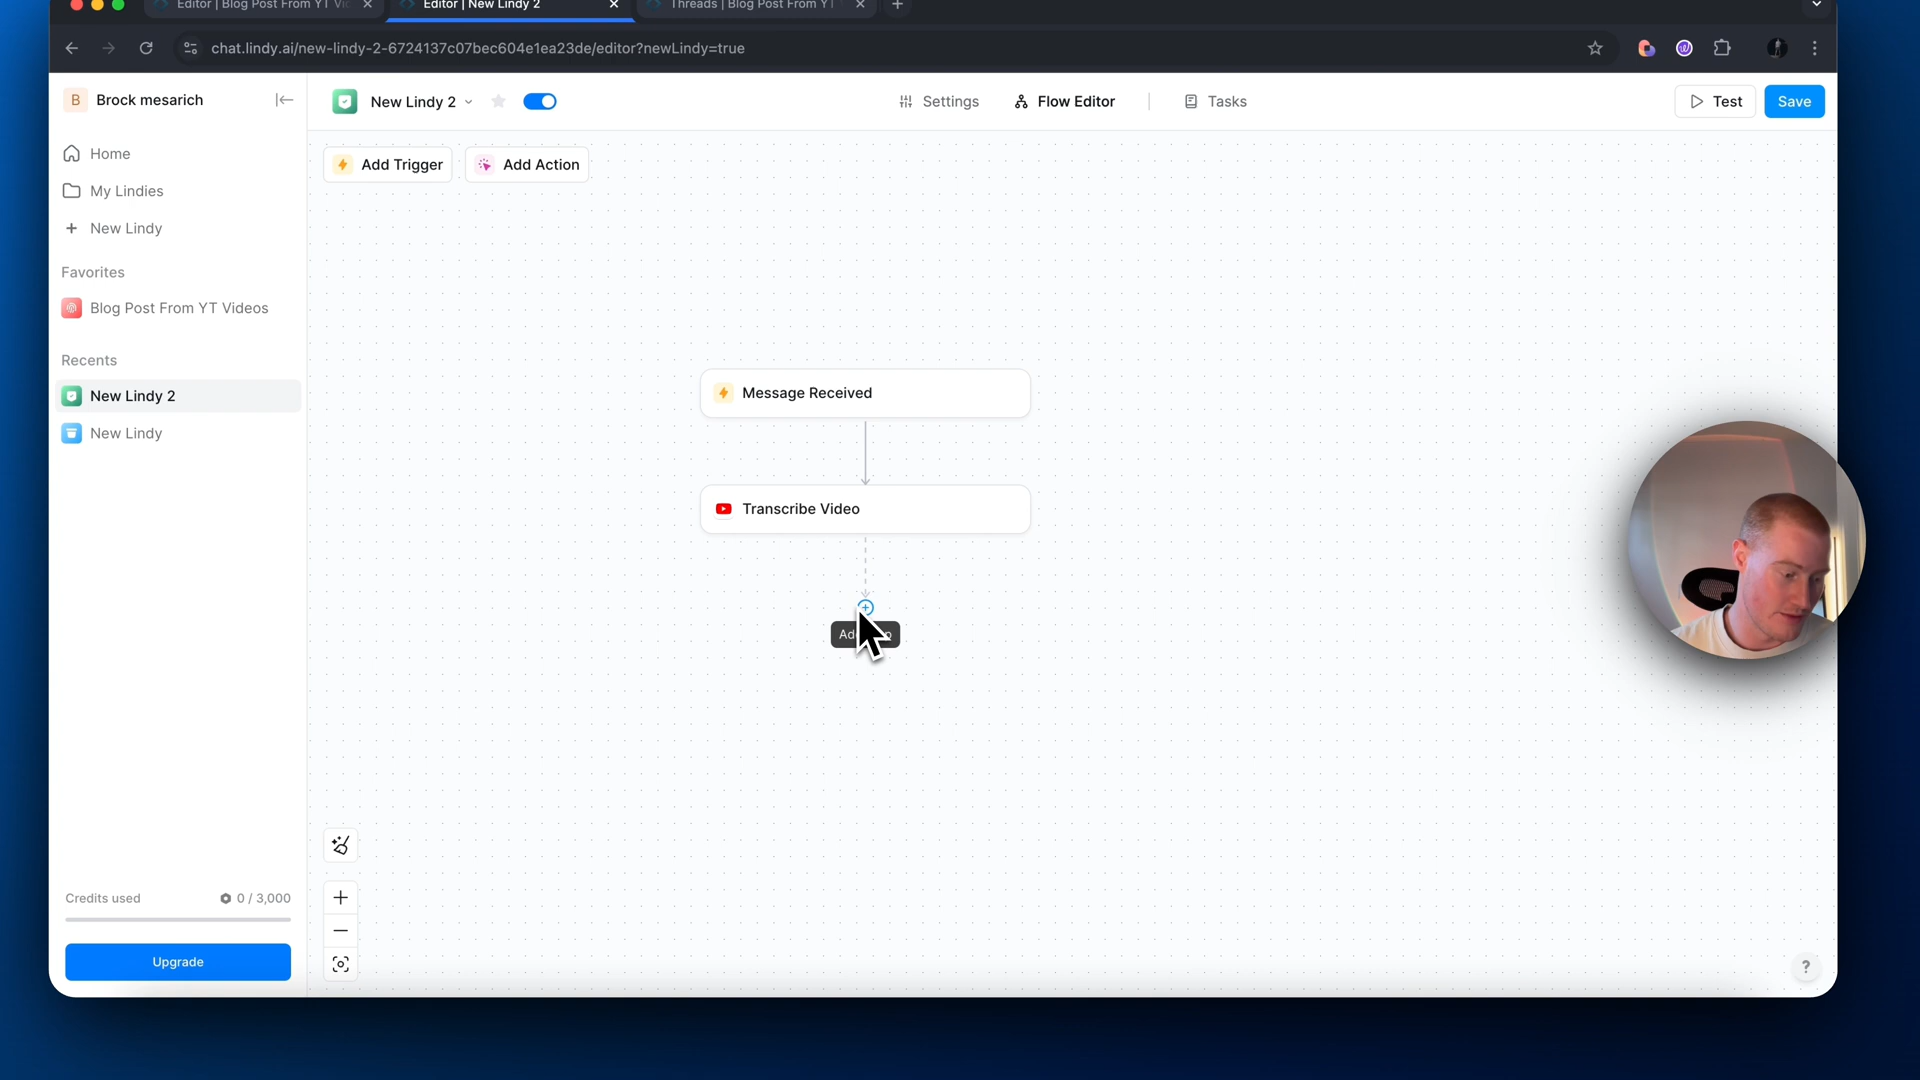 Editor | Blog Post From YT Vi
Editor | New Lindy 2
Threads | Blog Post From YT
chat.lindy.ai/new-lindy-2-6724137c07bec604e1ea23de/editor?newLindy=true
B Brock mesarich
New Lindy 2
Settings
Flow Editor
Tasks
Test
Save
Home
My Lindies
New Lindy
Favorites
Blog Post From YT Videos
Recents
New Lindy 2
New Lindy
Add Trigger
Add Action
Message Received
Transcribe Video
Credits used
0 / 3,000
Upgrade
?